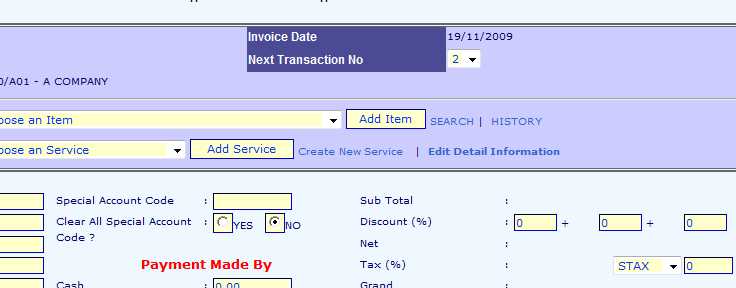 Invoice Date 19/11/2009
Next Transaction No 2
0/A01 - A COMPANY
oose an Item Add Item SEARCH | HISTORY
oose an Service Add Service Create New Service | Edit Detail Information
Special Account Code : Sub Total :
Clear All Special Account Code ? : YES NO Discount (%) : 0 + 0 + 0
Net :
Payment Made By Tax (%) : STAX 0
Cash : 0.00 Grand :